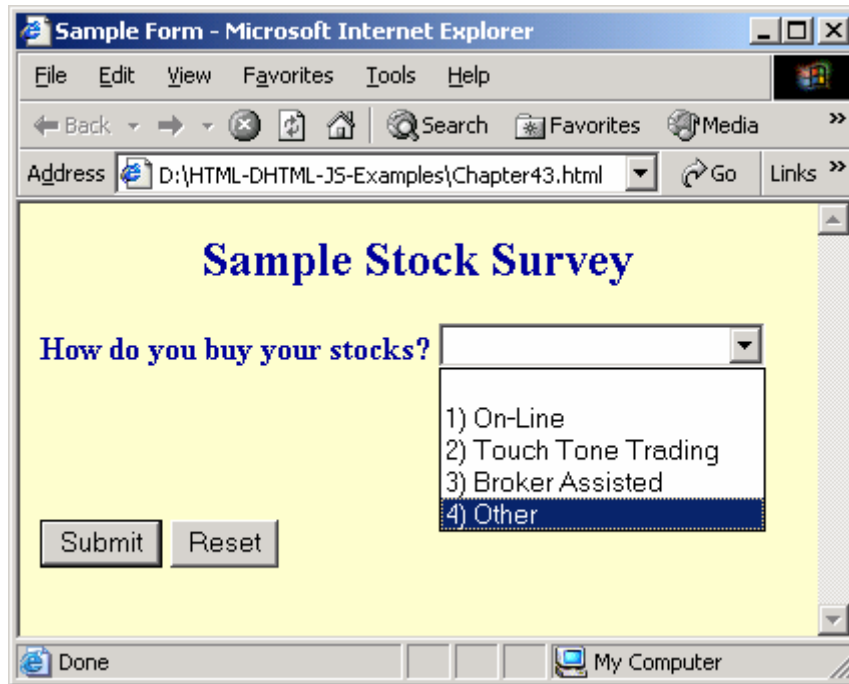 Sample Form - Microsoft Internet Explorer
File Edit View Favorites Tools Help
Back Search Favorites Media »
Address D:\HTML-DHTML-JS-Examples\Chapter43.html Go Links »
Sample Stock Survey
How do you buy your stocks?
1) On-Line
2) Touch Tone Trading
3) Broker Assisted
4) Other
Submit Reset
Done My Computer